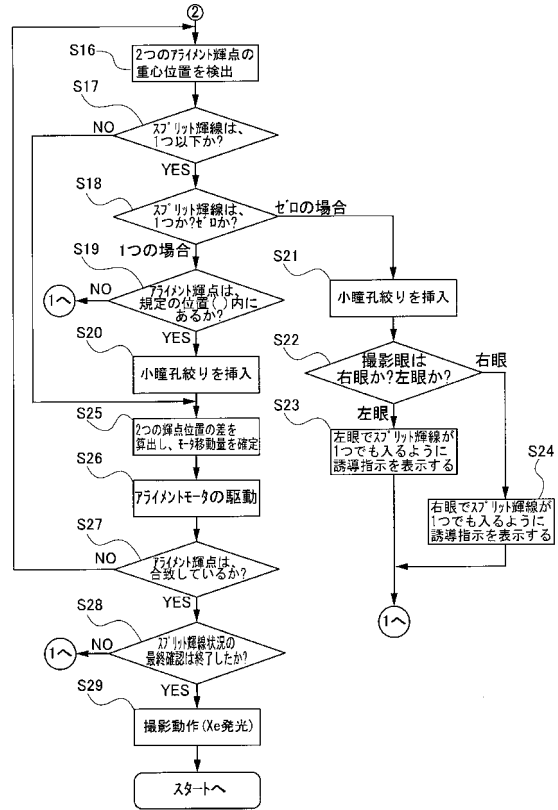 ②
S16
2つのアライメント輝点の
重心位置を検出
S17
スプリット輝線は、
1つ以下か?
NO
YES
S18
スプリット輝線は、
1つか?ゼロか?
ゼロの場合
1つの場合
S19
アライメント輝点は、
規定の位置( )内に
あるか?
NO
①へ
YES
S20
小瞳孔絞りを挿入
S21
小瞳孔絞りを挿入
S22
撮影眼は
右眼か?左眼か?
右眼
左眼
S23
左眼でスプリット輝線が
1つでも入るように
誘導指示を表示する
S24
右眼でスプリット輝線が
1つでも入るように
誘導指示を表示する
①へ
S25
2つの輝点位置の差を
算出し、モータ移動量を確定
S26
アライメントモータの駆動
S27
アライメント輝点は、
合致しているか?
NO
YES
S28
スプリット輝線状況の
最終確認は終了したか?
NO
①へ
YES
S29
撮影動作(Xe発光)
スタートへ